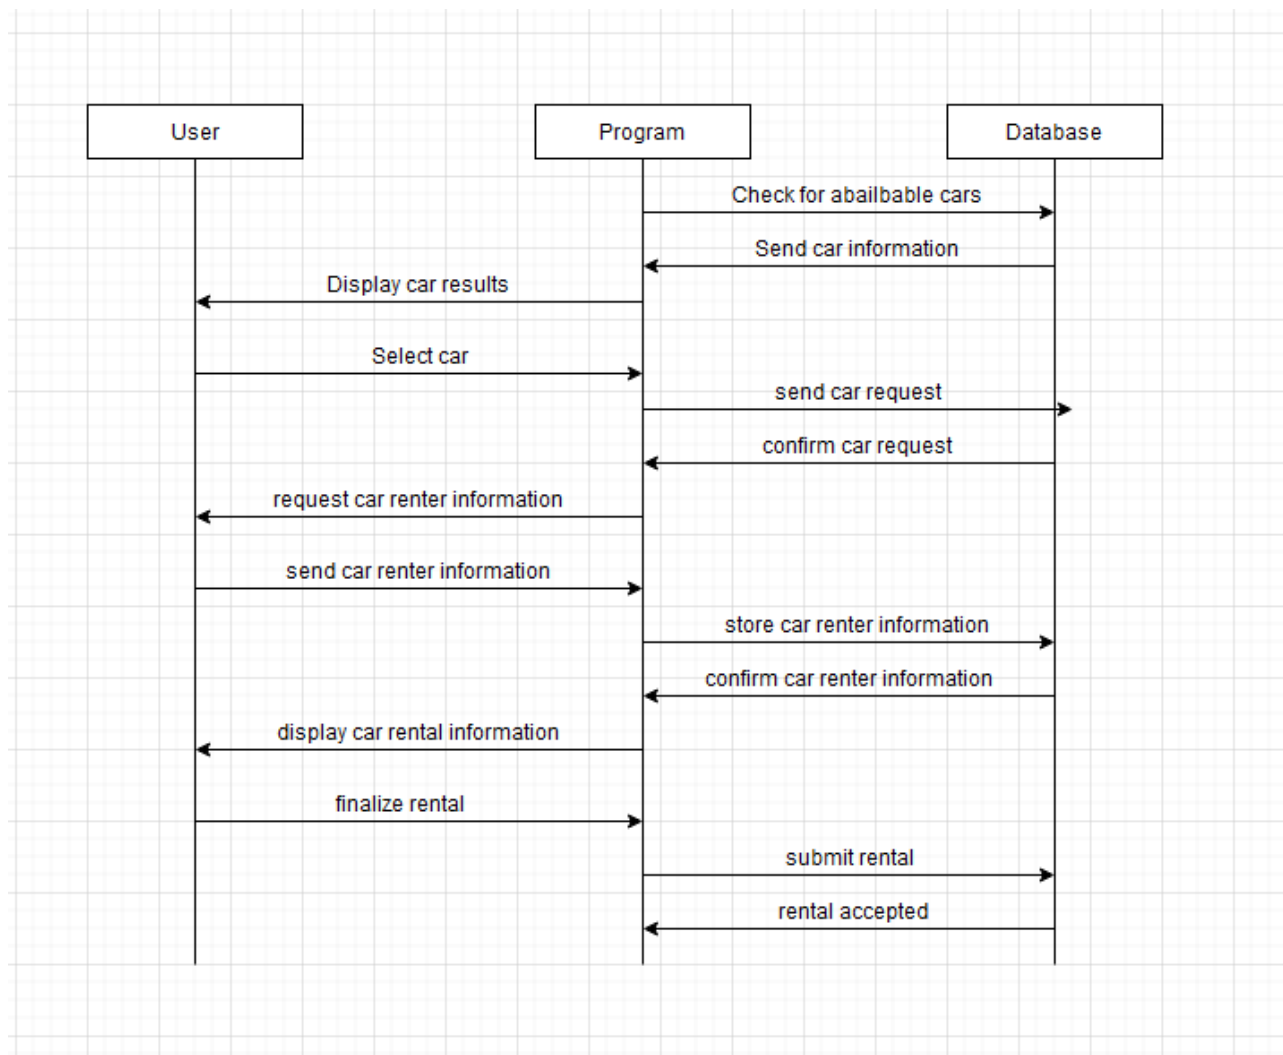 User
Program
Database
Check for abailbable cars
Send car information
Display car results
Select car
send car request
confirm car request
request car renter information
send car renter information
store car renter information
confirm car renter information
display car rental information
finalize rental
submit rental
rental accepted